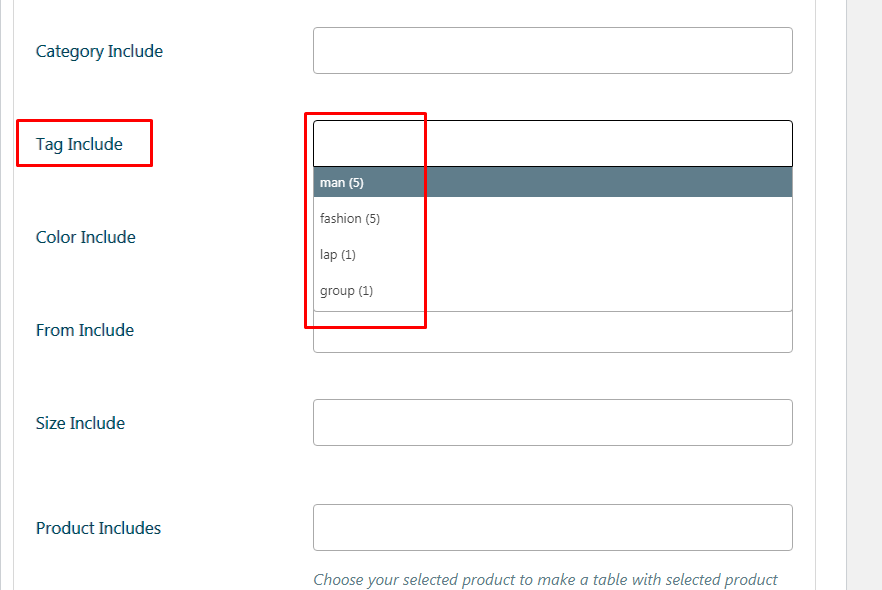 Category Include
Tag Include
man (5)
fashion (5)
lap (1)
group (1)
Color Include
From Include
Size Include
Product Includes
Choose your selected product to make a table with selected product